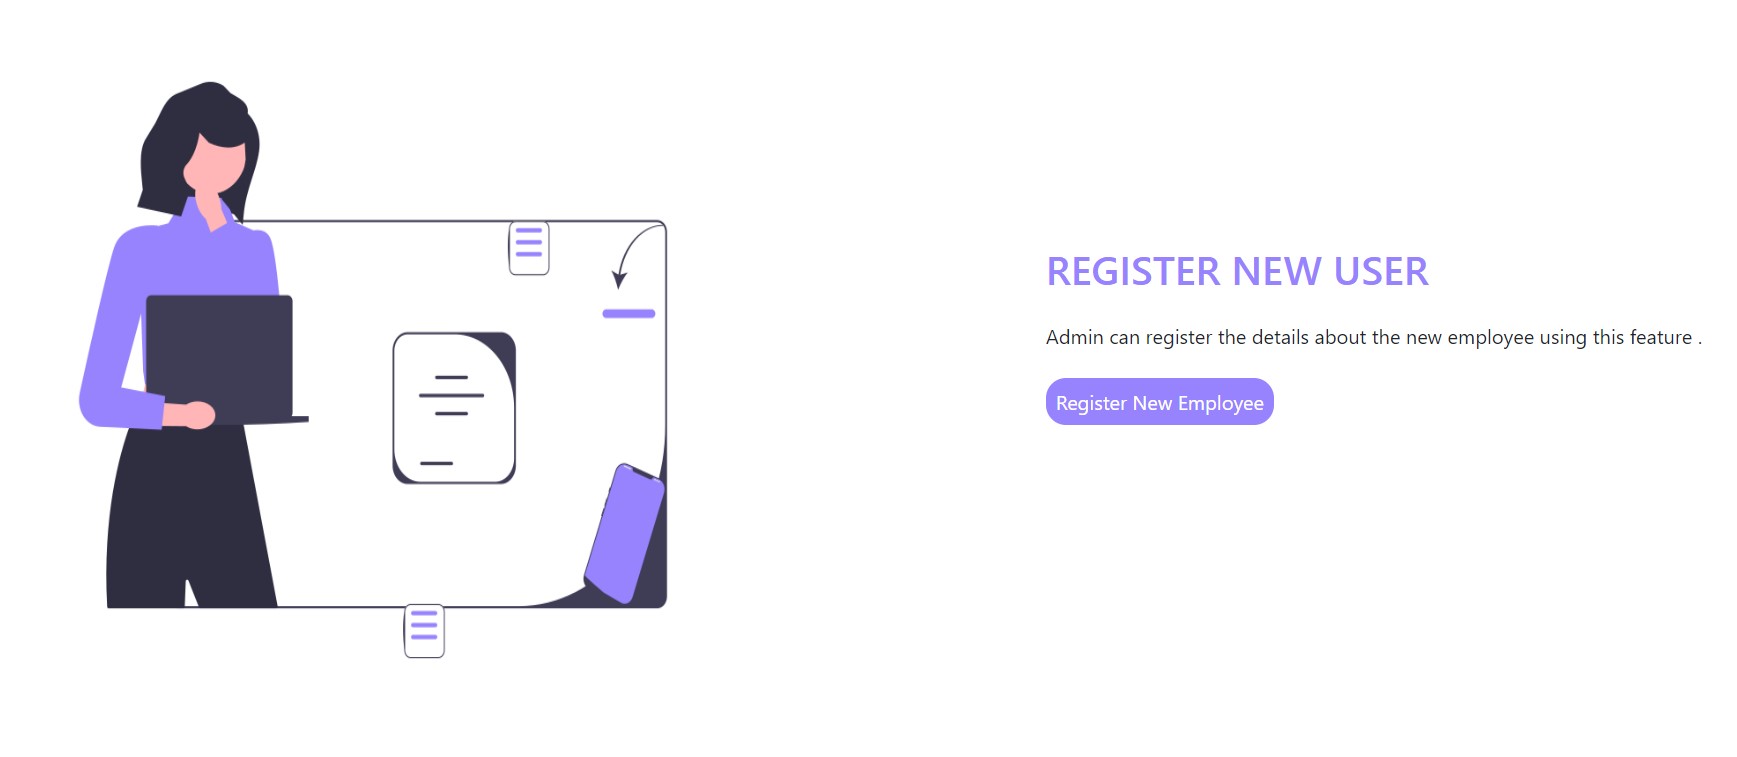 REGISTER NEW USER
Admin can register the details about the new employee using this feature .
Register New Employee